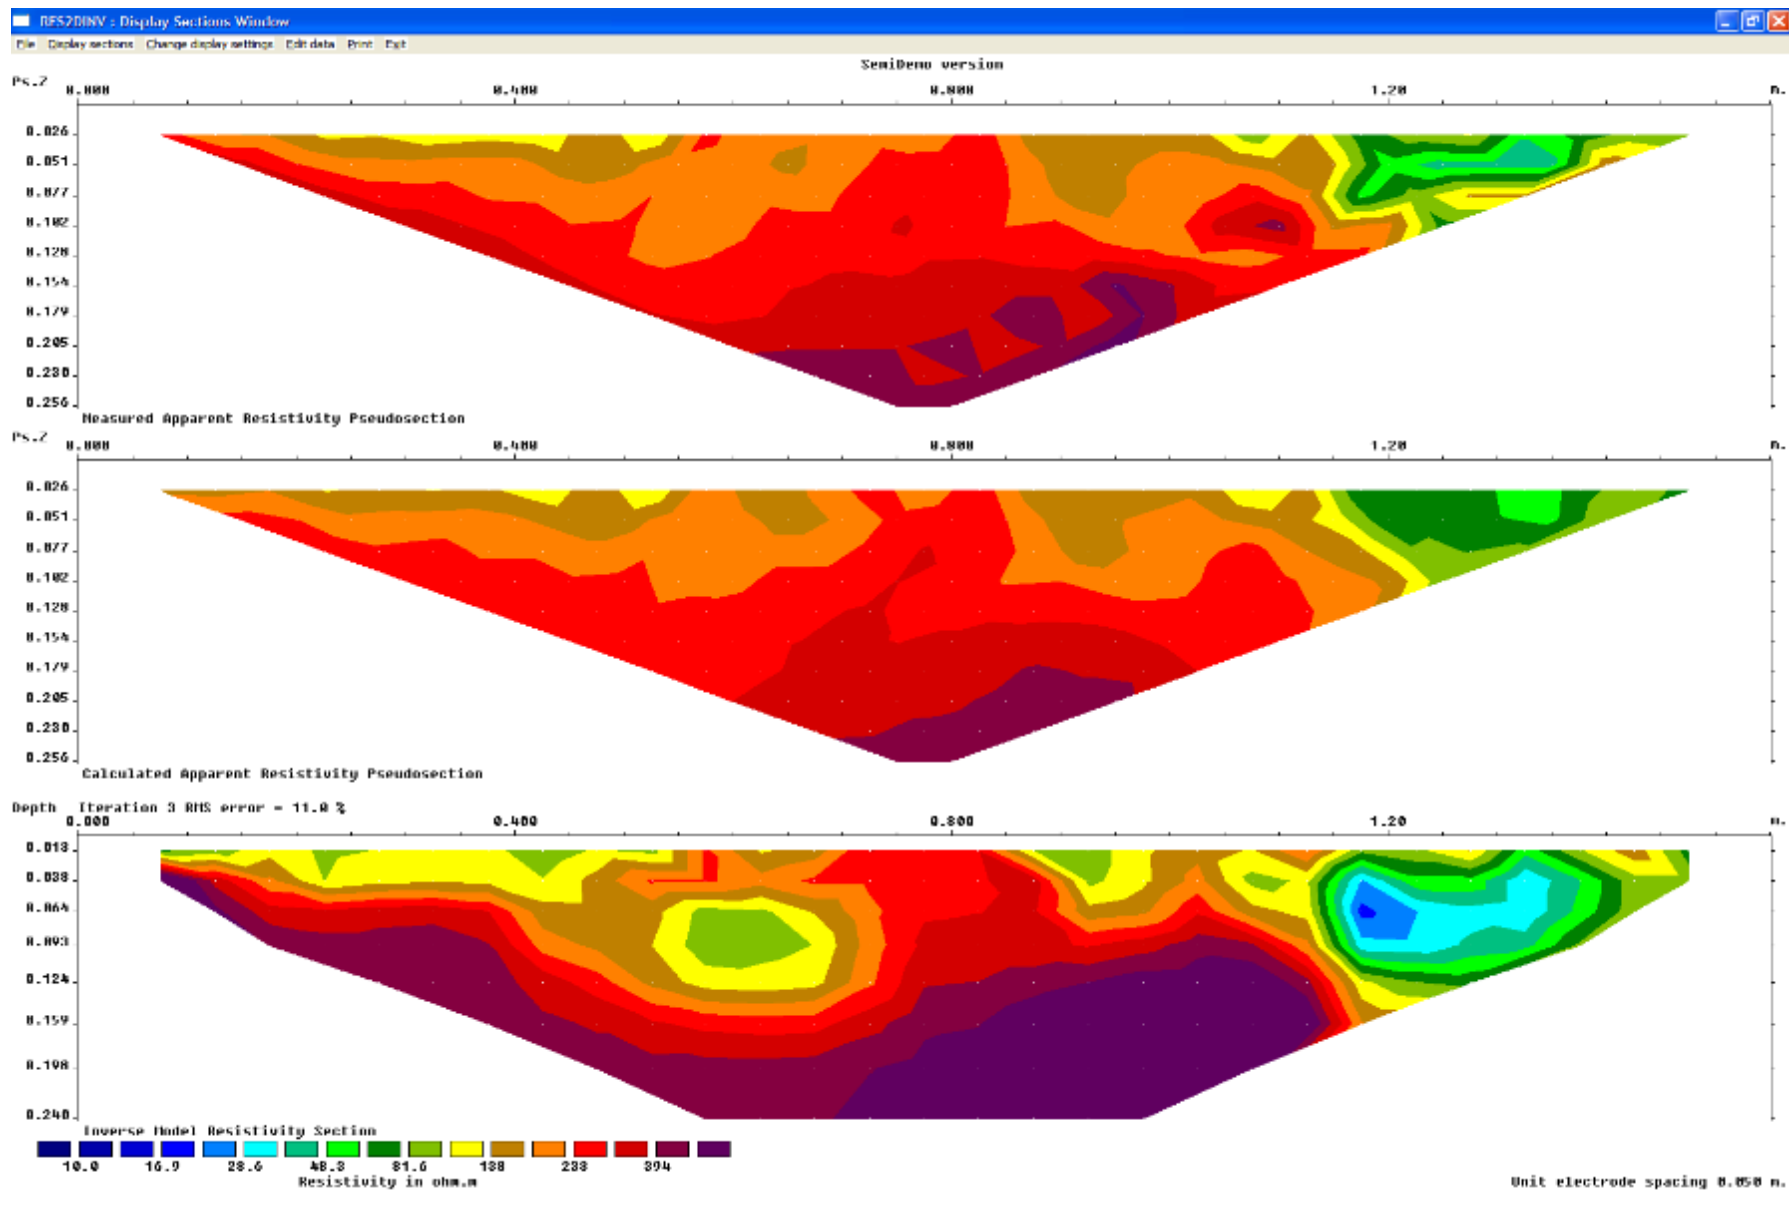 RES2DINV : Display Sections Window
File Display sections Change display settings Edit data Print Exit
SemiDemo version
Ps.Z 0.000 0.400 0.800 1.20 m.
0.026
0.051
0.077
0.102
0.128
0.154
0.179
0.205
0.230
0.256
Measured Apparent Resistivity Pseudosection
Ps.Z 0.000 0.400 0.800 1.20 m.
0.026
0.051
0.077
0.102
0.128
0.154
0.179
0.205
0.230
0.256
Calculated Apparent Resistivity Pseudosection
Depth Iteration 3 RMS error = 11.0 %
0.000 0.400 0.800 1.20 m.
0.013
0.038
0.064
0.093
0.124
0.159
0.198
0.240
Inverse Model Resistivity Section
10.0 16.9 28.6 48.3 81.6 138 233 394
Resistivity in ohm.m
Unit electrode spacing 0.050 m.